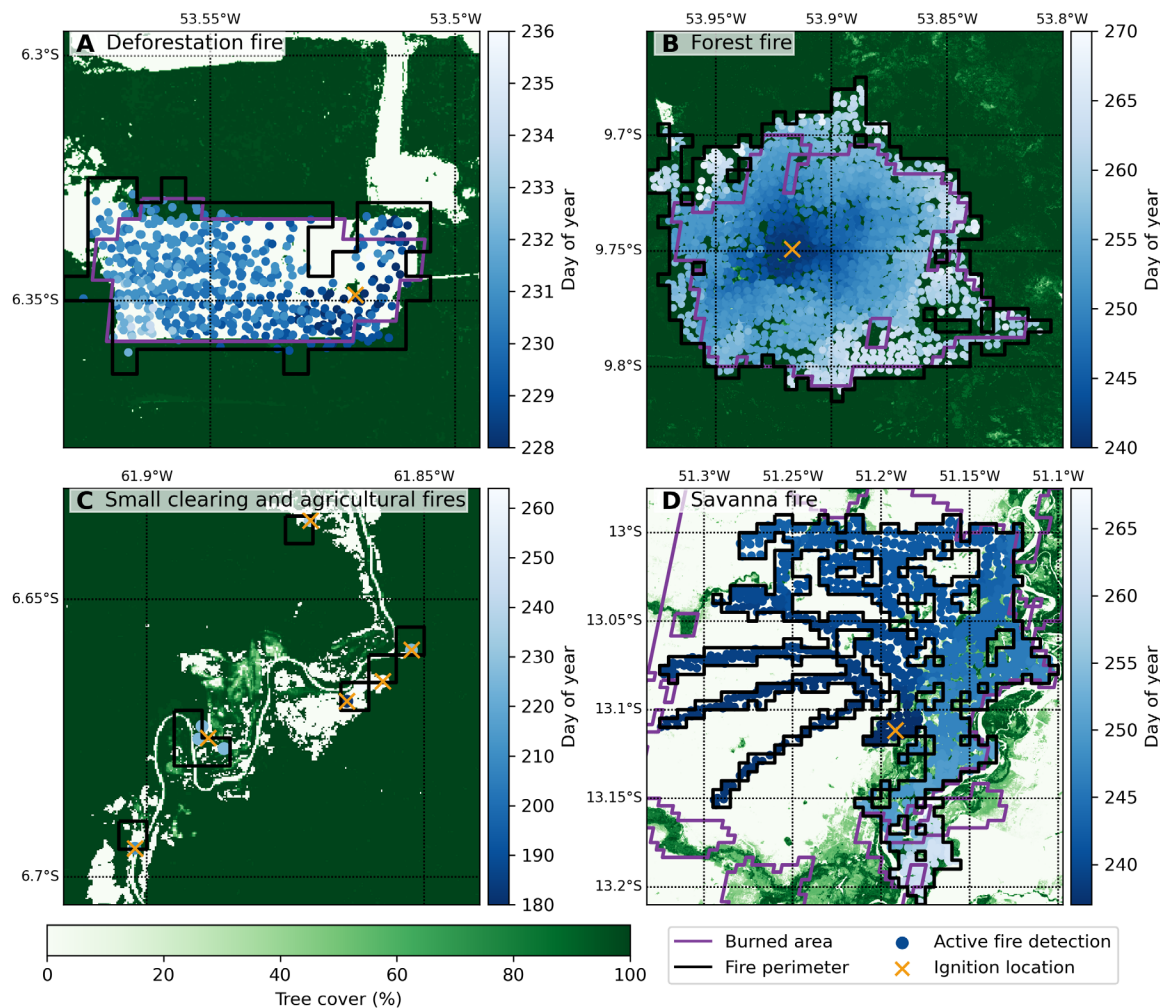 53.55°W 53.5°W
A Deforestation fire
6.3°S
6.35°S
236
235
234
233
232
231
230
229
228
Day of year
53.95°W 53.9°W 53.85°W 53.8°W
B Forest fire
9.7°S
9.75°S
9.8°S
270
265
260
255
250
245
240
Day of year
61.9°W 61.85°W
C Small clearing and agricultural fires
6.65°S
6.7°S
260
250
240
230
220
210
200
190
180
Day of year
51.3°W 51.25°W 51.2°W 51.15°W 51.1°W
D Savanna fire
13°S
13.05°S
13.1°S
13.15°S
13.2°S
265
260
255
250
245
240
Day of year
0 20 40 60 80 100
Tree cover (%)
Burned area
Fire perimeter
Active fire detection
Ignition location